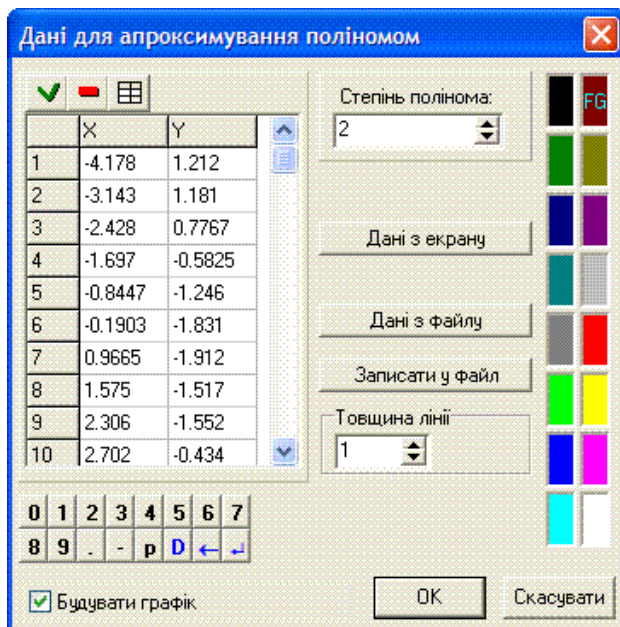 Дані для апроксимування поліномом
X Y
1 -4.178 1.212
2 -3.143 1.181
3 -2.428 0.7767
4 -1.697 -0.5825
5 -0.8447 -1.246
6 -0.1903 -1.831
7 0.9665 -1.912
8 1.575 -1.517
9 2.306 -1.552
10 2.702 -0.434
Степінь полінома:
2
Дані з екрану
Дані з файлу
Записати у файл
Товщина лінії
1
FG
0 1 2 3 4 5 6 7
8 9 . - p D ← ↵
Будувати графік
OK
Скасувати